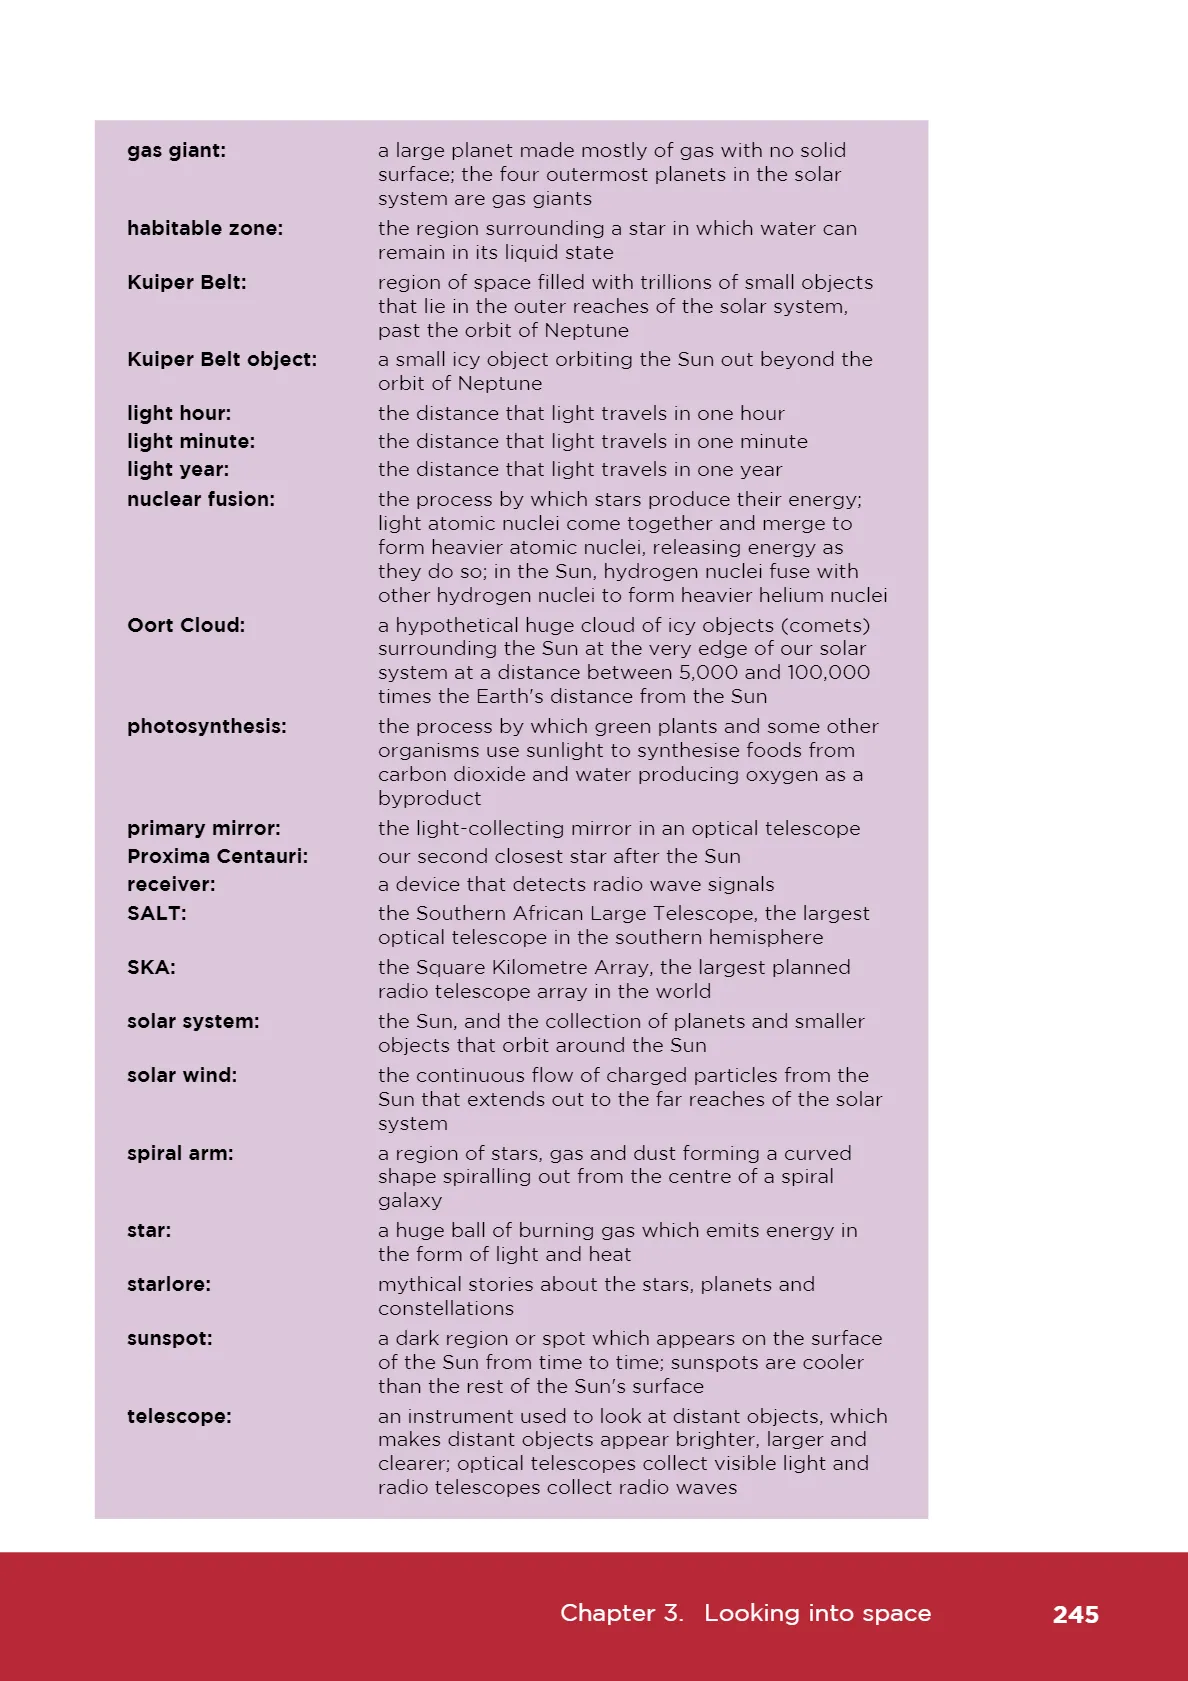 gas giant: a large planet made mostly of gas with no solid
surface; the four outermost planets in the solar
system are gas giants
habitable zone: the region surrounding a star in which water can
remain in its liquid state
Kuiper Belt: region of space filled with trillions of small objects
that lie in the outer reaches of the solar system,
past the orbit of Neptune
Kuiper Belt object: a small icy object orbiting the Sun out beyond the
orbit of Neptune
light hour: the distance that light travels in one hour
light minute: the distance that light travels in one minute
light year: the distance that light travels in one year
nuclear fusion: the process by which stars produce their energy;
light atomic nuclei come together and merge to
form heavier atomic nuclei, releasing energy as
they do so; in the Sun, hydrogen nuclei fuse with
other hydrogen nuclei to form heavier helium nuclei
Oort Cloud: a hypothetical huge cloud of icy objects (comets)
surrounding the Sun at the very edge of our solar
system at a distance between 5,000 and 100,000
times the Earth's distance from the Sun
photosynthesis: the process by which green plants and some other
organisms use sunlight to synthesise foods from
carbon dioxide and water producing oxygen as a
byproduct
primary mirror: the light-collecting mirror in an optical telescope
Proxima Centauri: our second closest star after the Sun
receiver: a device that detects radio wave signals
SALT: the Southern African Large Telescope, the largest
optical telescope in the southern hemisphere
SKA: the Square Kilometre Array, the largest planned
radio telescope array in the world
solar system: the Sun, and the collection of planets and smaller
objects that orbit around the Sun
solar wind: the continuous flow of charged particles from the
Sun that extends out to the far reaches of the solar
system
spiral arm: a region of stars, gas and dust forming a curved
shape spiralling out from the centre of a spiral
galaxy
star: a huge ball of burning gas which emits energy in
the form of light and heat
starlore: mythical stories about the stars, planets and
constellations
sunspot: a dark region or spot which appears on the surface
of the Sun from time to time; sunspots are cooler
than the rest of the Sun's surface
telescope: an instrument used to look at distant objects, which
makes distant objects appear brighter, larger and
clearer; optical telescopes collect visible light and
radio telescopes collect radio waves
Chapter 3. Looking into space 245